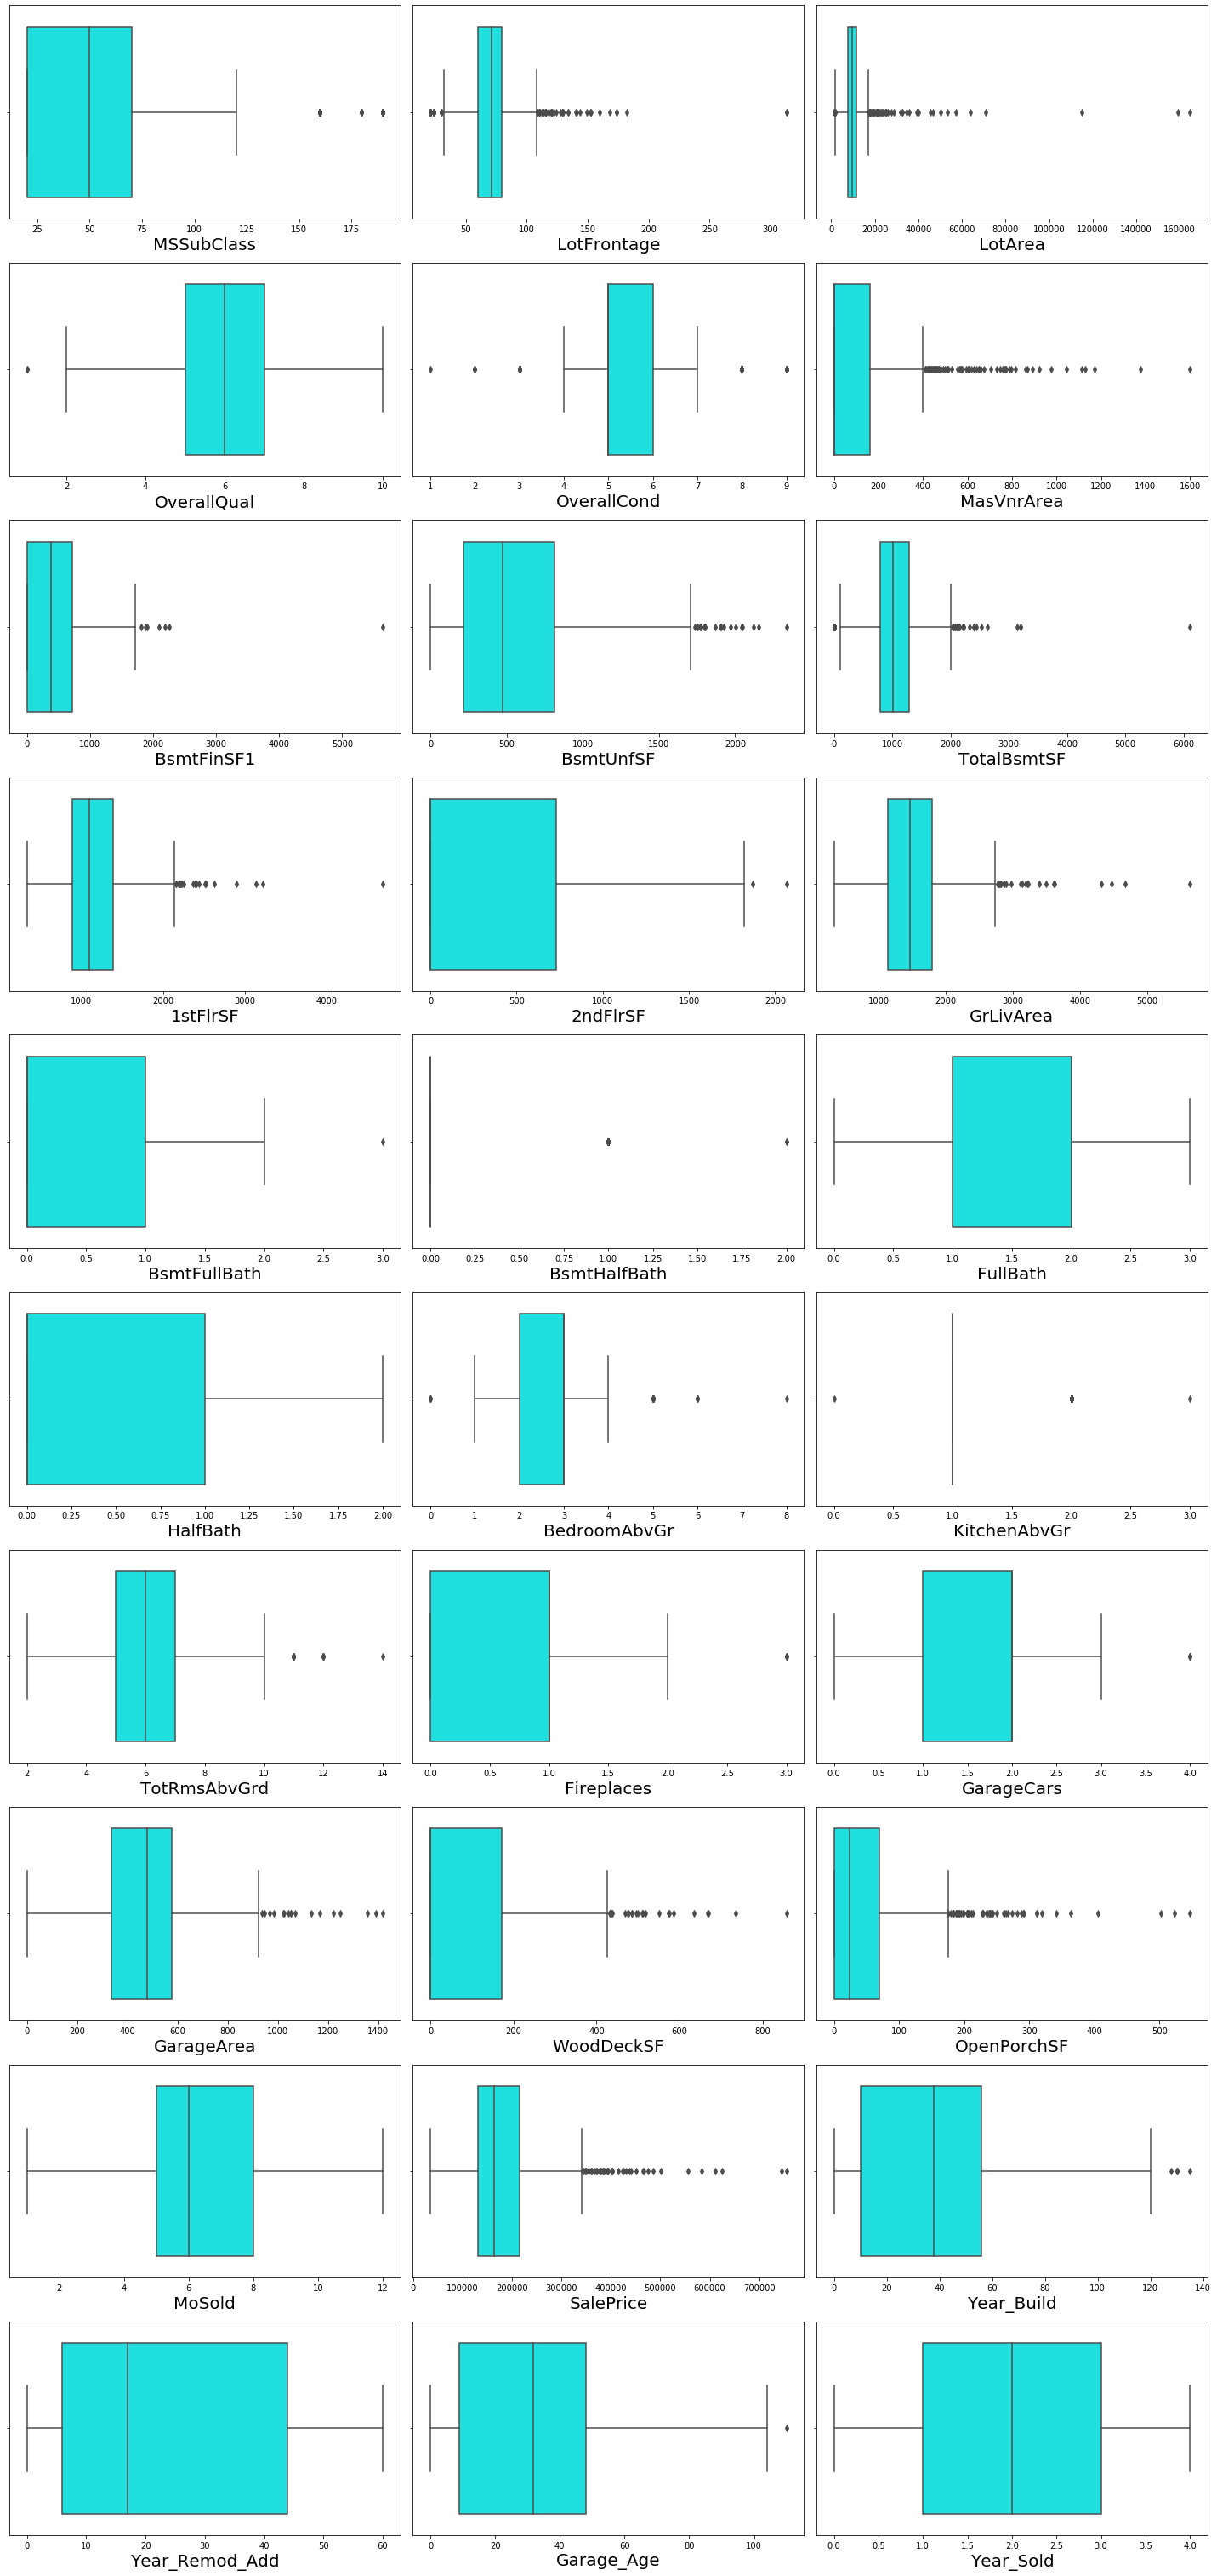 25 50 75 100 125 150 175
MSSubClass
50 100 150 200 250 300
LotFrontage
0 20000 40000 60000 80000 100000 120000 140000 160000
LotArea
2 4 6 8 10
OverallQual
1 2 3 4 5 6 7 8 9
OverallCond
0 200 400 600 800 1000 1200 1400 1600
MasVnrArea
0 1000 2000 3000 4000 5000
BsmtFinSF1
0 500 1000 1500 2000
BsmtUnfSF
0 1000 2000 3000 4000 5000 6000
TotalBsmtSF
1000 2000 3000 4000
1stFlrSF
0 500 1000 1500 2000
2ndFlrSF
1000 2000 3000 4000 5000
GrLivArea
0.0 0.5 1.0 1.5 2.0 2.5 3.0
BsmtFullBath
0.00 0.25 0.50 0.75 1.00 1.25 1.50 1.75 2.00
BsmtHalfBath
0.0 0.5 1.0 1.5 2.0 2.5 3.0
FullBath
0.00 0.25 0.50 0.75 1.00 1.25 1.50 1.75 2.00
HalfBath
0 1 2 3 4 5 6 7 8
BedroomAbvGr
0.0 0.5 1.0 1.5 2.0 2.5 3.0
KitchenAbvGr
2 4 6 8 10 12 14
TotRmsAbvGrd
0.0 0.5 1.0 1.5 2.0 2.5 3.0
Fireplaces
0.0 0.5 1.0 1.5 2.0 2.5 3.0 3.5 4.0
GarageCars
0 200 400 600 800 1000 1200 1400
GarageArea
0 200 400 600 800
WoodDeckSF
0 100 200 300 400 500
OpenPorchSF
2 4 6 8 10 12
MoSold
0 100000 200000 300000 400000 500000 600000 700000
SalePrice
0 20 40 60 80 100 120 140
Year_Build
0 10 20 30 40 50 60
Year_Remod_Add
0 20 40 60 80 100
Garage_Age
0.0 0.5 1.0 1.5 2.0 2.5 3.0 3.5 4.0
Year_Sold